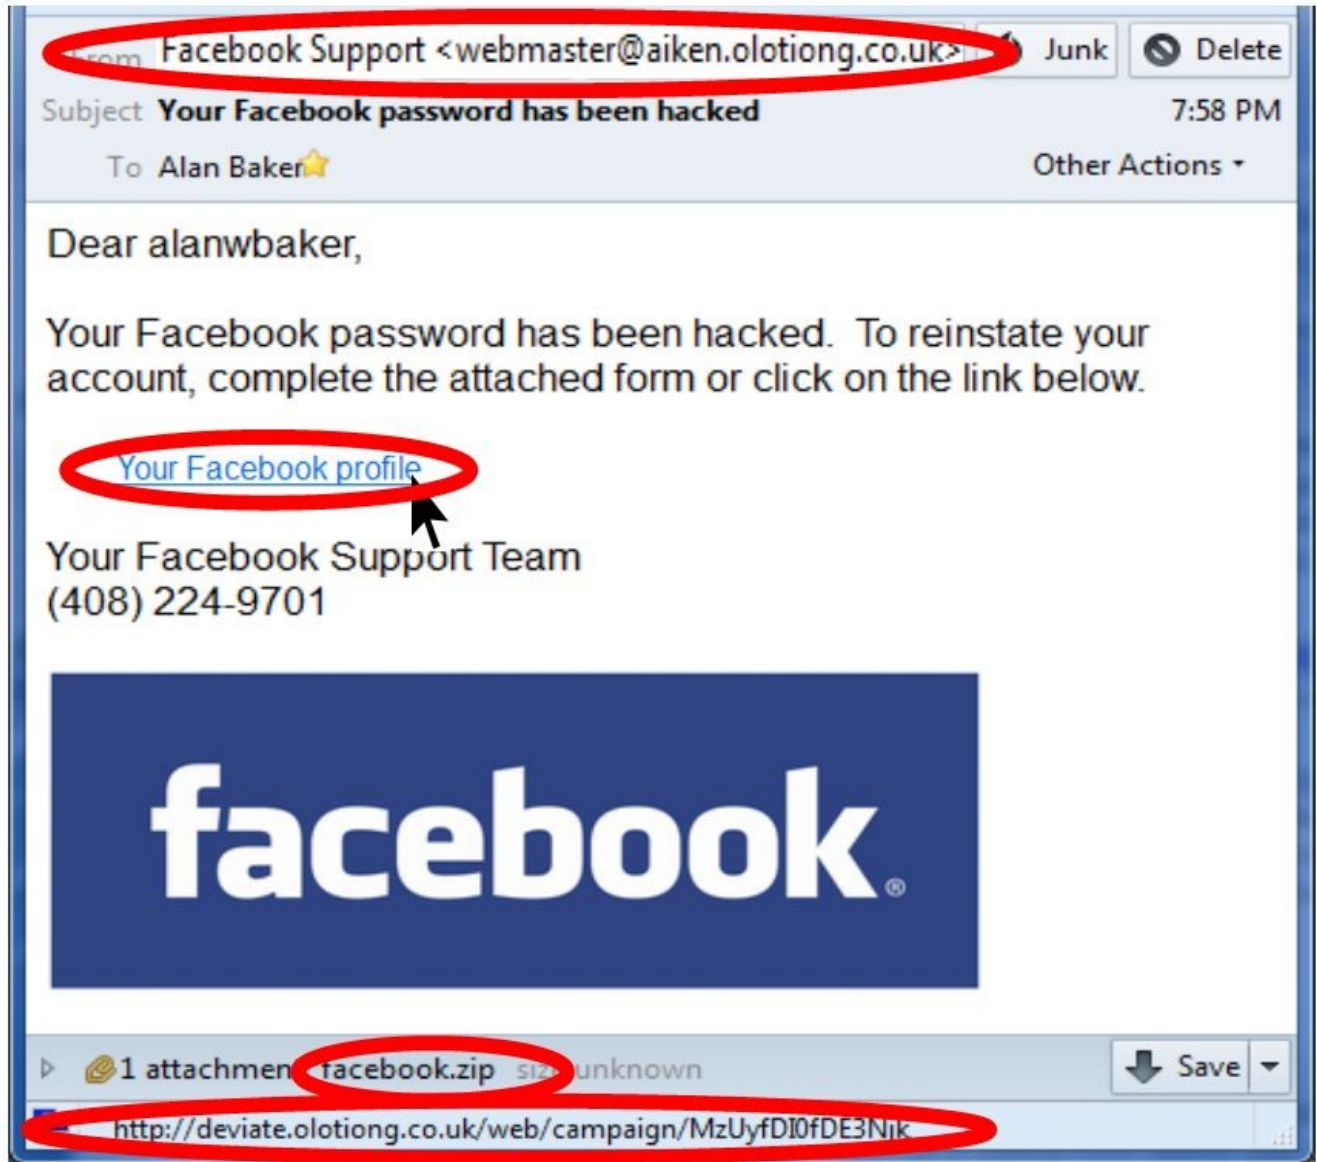 From Facebook Support <webmaster@aiken.olotiong.co.uk> Junk Delete
Subject Your Facebook password has been hacked 7:58 PM
To Alan Baker Other Actions
Dear alanwbaker,
Your Facebook password has been hacked. To reinstate your
account, complete the attached form or click on the link below.
Your Facebook profile
Your Facebook Support Team
(408) 224-9701
facebook®
1 attachment facebook.zip size unknown Save
http://deviate.olotiong.co.uk/web/campaign/MzUyfDI0fDE3Njk